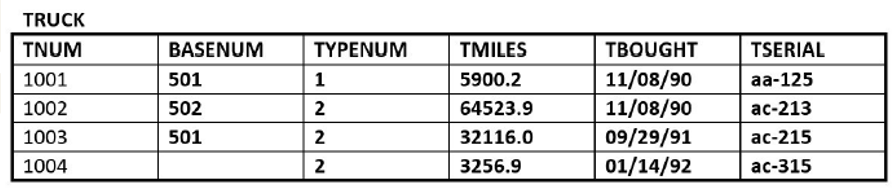 TRUCK
TNUM BASENUM TYPENUM TMILES TBOUGHT TSERIAL
1001 501 1 5900.2 11/08/90 aa-125
1002 502 2 64523.9 11/08/90 ac-213
1003 501 2 32116.0 09/29/91 ac-215
1004 2 3256.9 01/14/92 ac-315